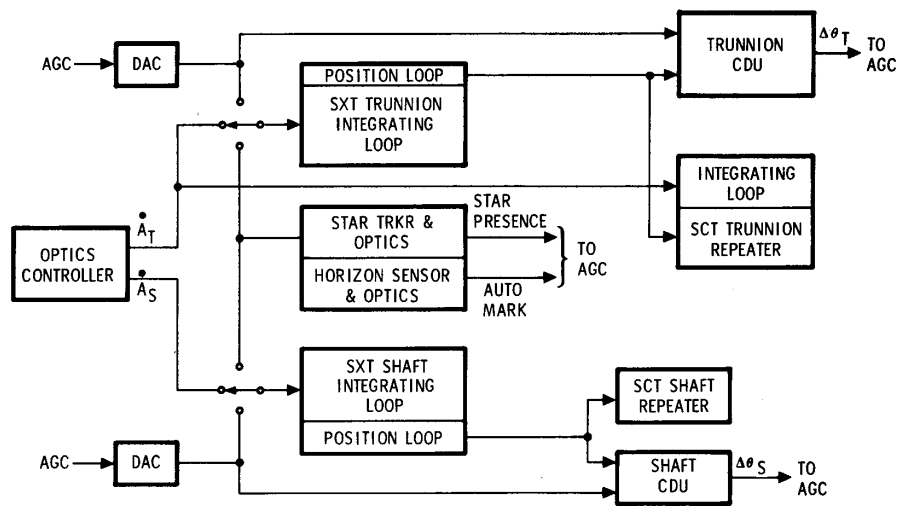 AGC
DAC
POSITION LOOP
SXT TRUNNION
INTEGRATING
LOOP
TRUNNION
CDU
ΔθT
TO
AGC
INTEGRATING
LOOP
SCT TRUNNION
REPEATER
OPTICS
CONTROLLER
ȦT
ȦS
STAR TRKR
& OPTICS
HORIZON SENSOR
& OPTICS
STAR
PRESENCE
AUTO
MARK
TO
AGC
SXT SHAFT
INTEGRATING
LOOP
POSITION LOOP
SCT SHAFT
REPEATER
AGC
DAC
SHAFT
CDU
ΔθS
TO
AGC